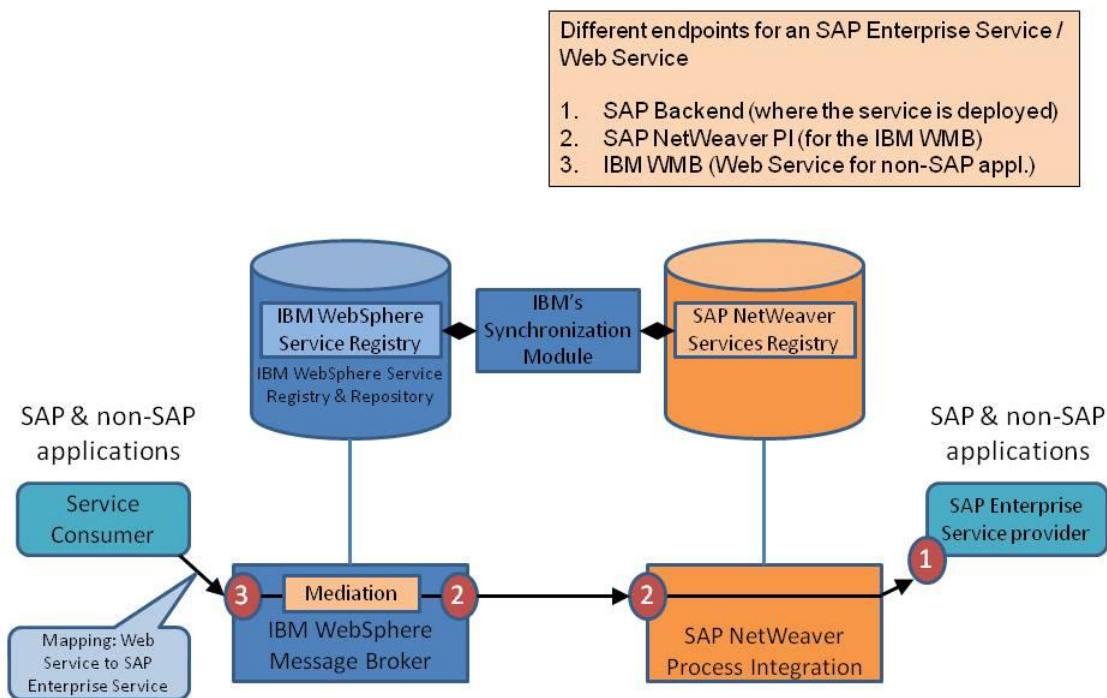 Different endpoints for an SAP Enterprise Service /
Web Service
1. SAP Backend (where the service is deployed)
2. SAP NetWeaver PI (for the IBM WMB)
3. IBM WMB (Web Service for non-SAP appl.)
IBM WebSphere
Service Registry
IBM WebSphere Service
Registry & Repository
IBM's
Synchronization
Module
SAP NetWeaver
Services Registry
SAP & non-SAP
applications
Service
Consumer
SAP & non-SAP
applications
SAP Enterprise
Service provider
3
Mediation
2
2
1
IBM WebSphere
Message Broker
SAP NetWeaver
Process Integration
Mapping: Web
Service to SAP
Enterprise Service